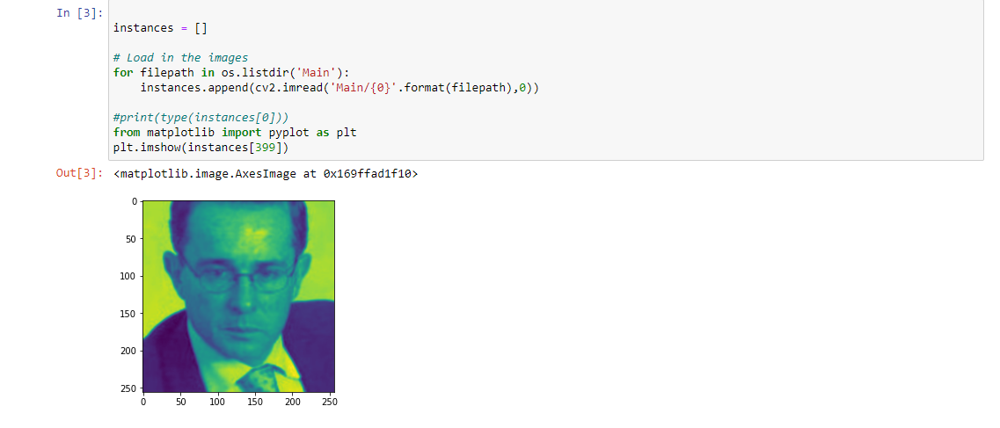 In [3]:
instances = []
# Load in the images
for filepath in os.listdir('Main'):
    instances.append(cv2.imread('Main/{0}'.format(filepath),0))
#print(type(instances[0]))
from matplotlib import pyplot as plt
plt.imshow(instances[399])
Out[3]: <matplotlib.image.AxesImage at 0x169ffad1f10>
0
50
100
150
200
250
0 50 100 150 200 250